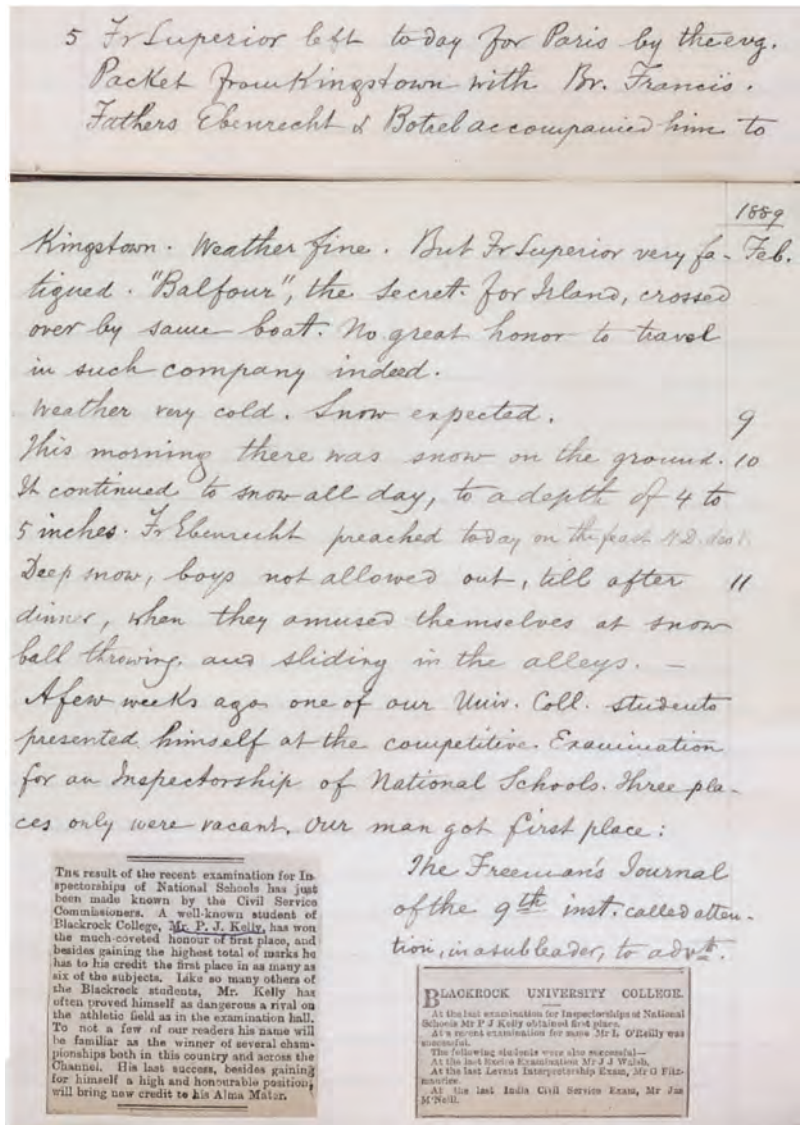 5 Fr Superior left today for Paris by the evg.
Packet from Kingstown with Br. Francis.
Fathers Ebenrecht & Botrel accompanied him to
1889
Kingstown. Weather fine. But Fr Superior very fa- Feb.
tigued. "Balfour", the Secret. for Ireland, crossed
over by same boat. No great honor to travel
in such company indeed.
Weather very cold. Snow expected. 9
This morning there was snow on the ground. 10
It continued to snow all day, to a depth of 4 to
5 inches. Fr Ebenrecht preached today on the feast
Deep snow, boys not allowed out, till after 11
dinner, when they amused themselves at snow
ball throwing and sliding in the alleys. —
A few weeks ago one of our Univ. Coll. students
presented himself at the competitive Examination
for an Inspectorship of National Schools. Three pla-
ces only were vacant. Our man got first place:
The result of the recent examination for In-
spectorships of National Schools has just
been made known by the Civil Service
Commissioners. A well-known student of
Blackrock College, Mr. P. J. Kelly, has won
the much-coveted honour of first place, and
besides gaining the highest total of marks he
has to his credit the first place in as many as
six of the subjects. Like so many others of
the Blackrock students, Mr. Kelly has
often proved himself as dangerous a rival on
the athletic field as in the examination hall.
To not a few of our readers his name will
be familiar as the winner of several cham-
pionships both in this country and across the
Channel. His last success, besides gaining
for himself a high and honourable position,
will bring new credit to his Alma Mater.
The Freeman's Journal
of the 9th inst. called atten-
tion, in a sub leader, to advt.
BLACKROCK UNIVERSITY COLLEGE.
At the last examination for Inspectorships of National
Schools Mr P J Kelly obtained first place.
At a recent examination for same Mr L O'Reilly was
successful.
The following students were also successful—
At the last Excise Examination Mr J J Walsh.
At the last Levant Interpretership Exam, Mr G Fitz-
maurice.
At the last India Civil Service Exam, Mr Jas
M'Neill.